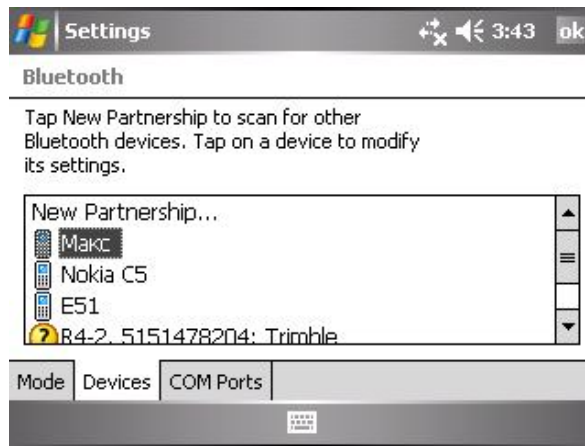 Settings 3:43 ok
Bluetooth
Tap New Partnership to scan for other
Bluetooth devices. Tap on a device to modify
its settings.
New Partnership...
Макс
Nokia C5
E51
R4-2, 5151478204: Trimble
Mode Devices COM Ports